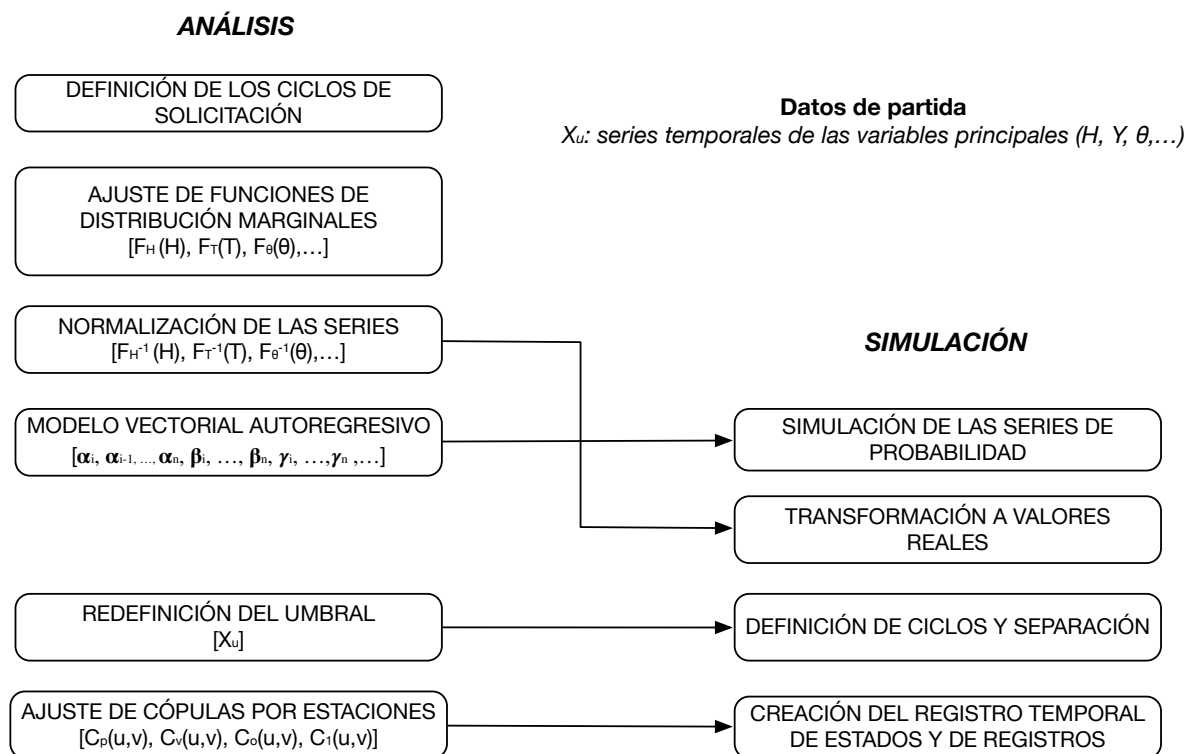 ANÁLISIS
DEFINICIÓN DE LOS CICLOS DE
SOLICITACIÓN
Datos de partida
Xu: series temporales de las variables principales (H, Y, θ,…)
AJUSTE DE FUNCIONES DE
DISTRIBUCIÓN MARGINALES
[FH (H), FT(T), Fθ(θ),…]
NORMALIZACIÓN DE LAS SERIES
[FH-1 (H), FT-1(T), Fθ-1(θ),…]
SIMULACIÓN
MODELO VECTORIAL AUTOREGRESIVO
[αi, αi-1, …, αn, βi, …, βn, γi, …,γn ,…]
SIMULACIÓN DE LAS SERIES DE
PROBABILIDAD
TRANSFORMACIÓN A VALORES
REALES
REDEFINICIÓN DEL UMBRAL
[Xu]
DEFINICIÓN DE CICLOS Y SEPARACIÓN
AJUSTE DE CÓPULAS POR ESTACIONES
[Cp(u,v), Cv(u,v), Co(u,v), C1(u,v)]
CREACIÓN DEL REGISTRO TEMPORAL
DE ESTADOS Y DE REGISTROS